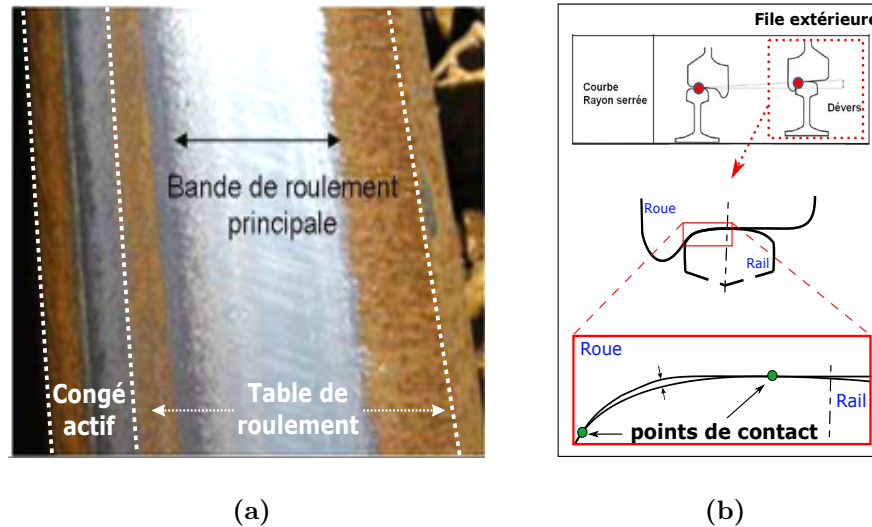 Bande de roulement
principale
Congé
actif
Table de
roulement
(a)
File extérieure
Courbe
Rayon serrée
Dévers
Roue
Rail
Roue
Rail
points de contact
(b)